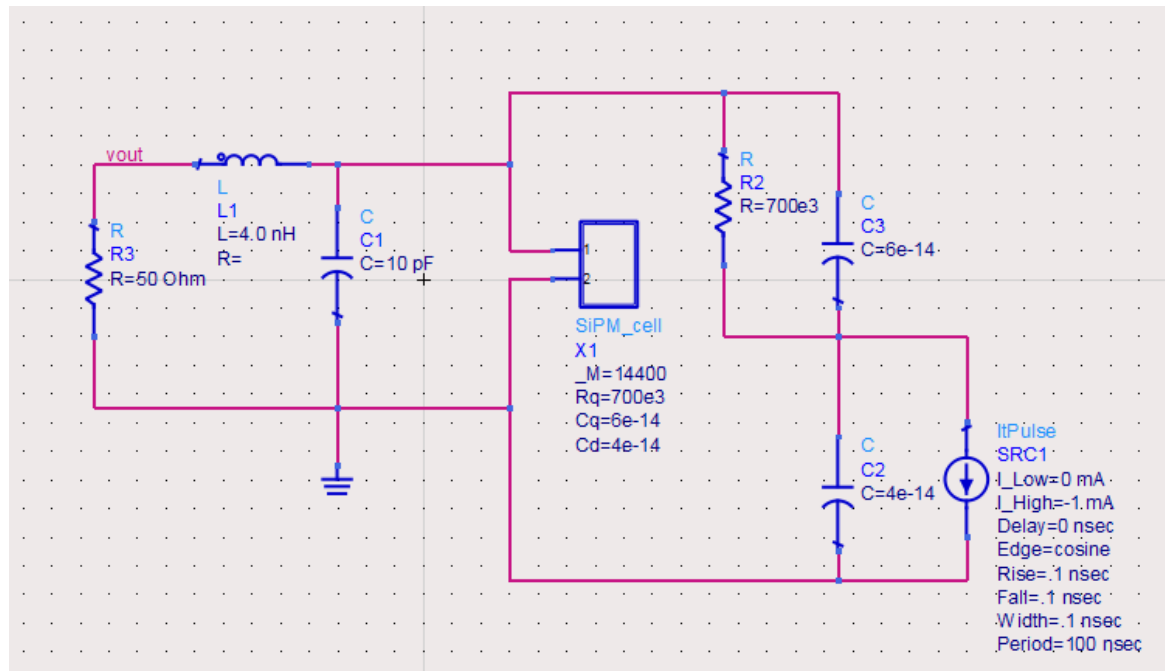 vout
L
L1
L=4.0 nH
R=
R
R3
R=50 Ohm
C
C1
C=10 pF
1
2
SiPM_cell
X1
_M=14400
Rq=700e3
Cq=6e-14
Cd=4e-14
R
R2
R=700e3
C
C3
C=6e-14
C
C2
C=4e-14
ItPulse
SRC1
I_Low=0 mA
I_High=-1 mA
Delay=0 nsec
Edge=cosine
Rise=.1 nsec
Fall=.1 nsec
Width=.1 nsec
Period=100 nsec